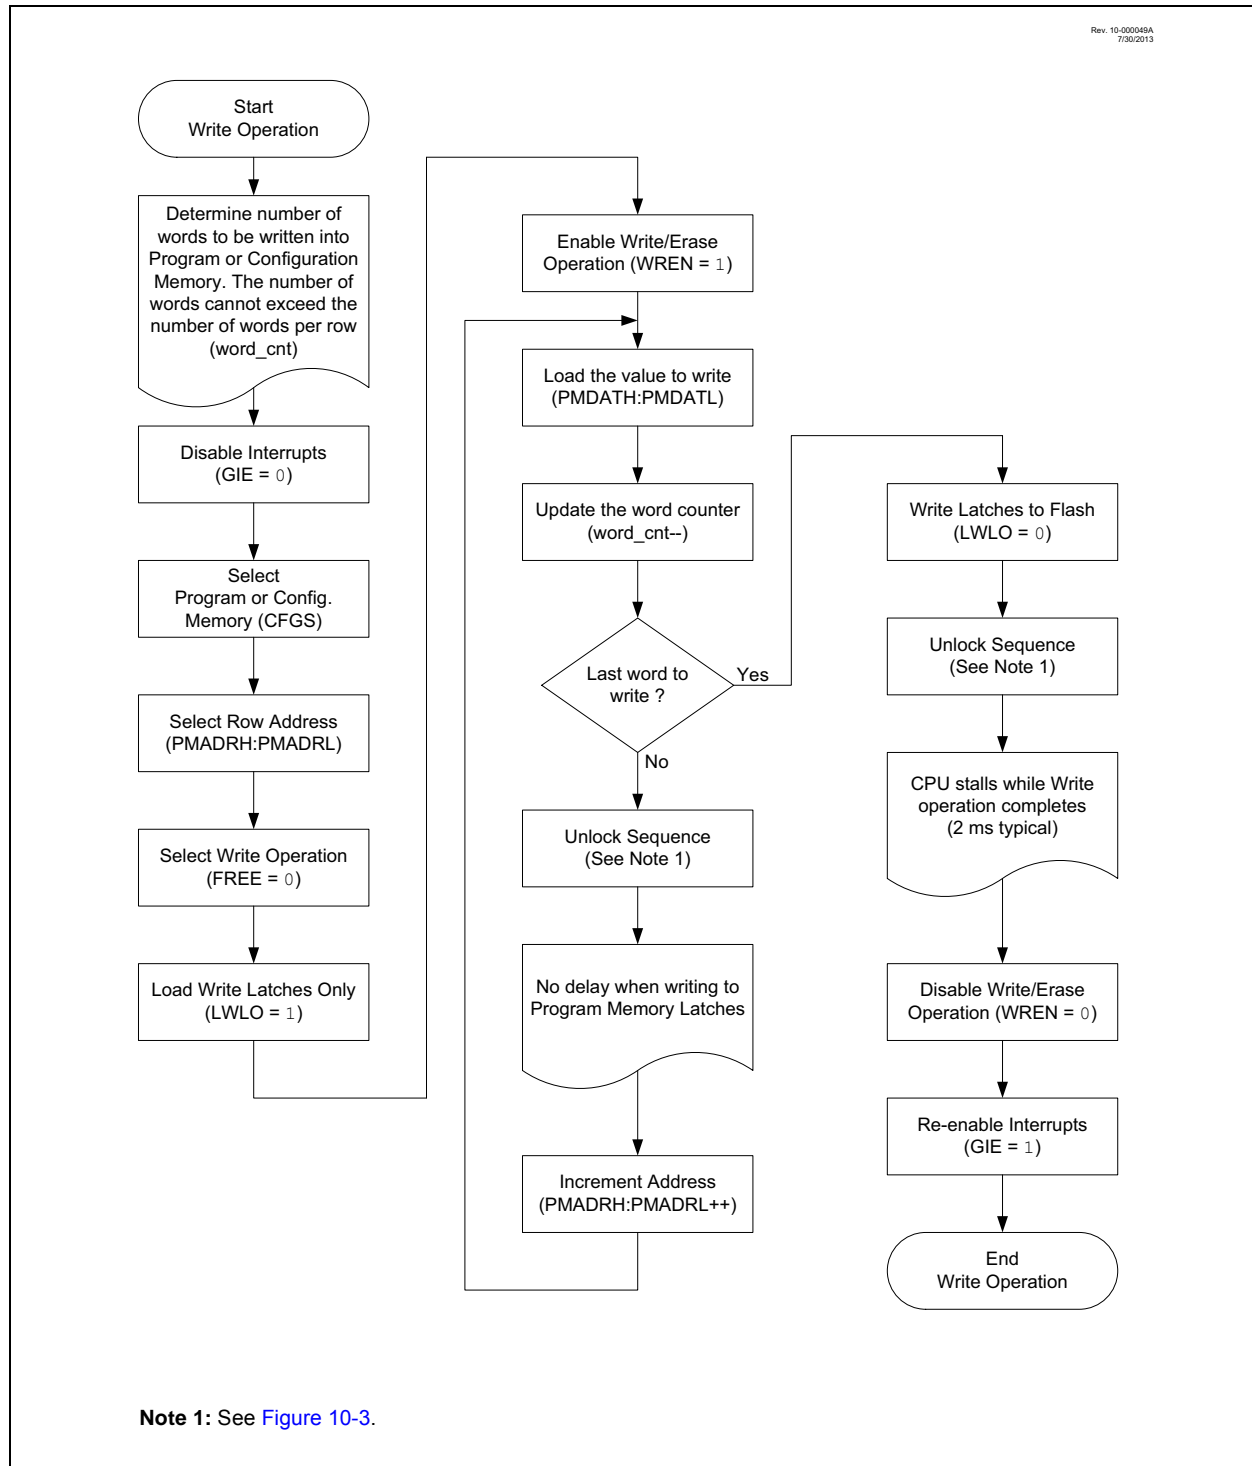 Rev. 10-000049A
7/30/2013
Start
Write Operation
Determine number of
words to be written into
Program or Configuration
Memory. The number of
words cannot exceed the
number of words per row
(word_cnt)
Disable Interrupts
(GIE = 0)
Select
Program or Config.
Memory (CFGS)
Select Row Address
(PMADRH:PMADRL)
Select Write Operation
(FREE = 0)
Load Write Latches Only
(LWLO = 1)
Enable Write/Erase
Operation (WREN = 1)
Load the value to write
(PMDATH:PMDATL)
Update the word counter
(word_cnt--)
Last word to
write ?
Yes
No
Unlock Sequence
(See Note 1)
No delay when writing to
Program Memory Latches
Increment Address
(PMADRH:PMADRL++)
Write Latches to Flash
(LWLO = 0)
Unlock Sequence
(See Note 1)
CPU stalls while Write
operation completes
(2 ms typical)
Disable Write/Erase
Operation (WREN = 0)
Re-enable Interrupts
(GIE = 1)
End
Write Operation
Note 1: See Figure 10-3.